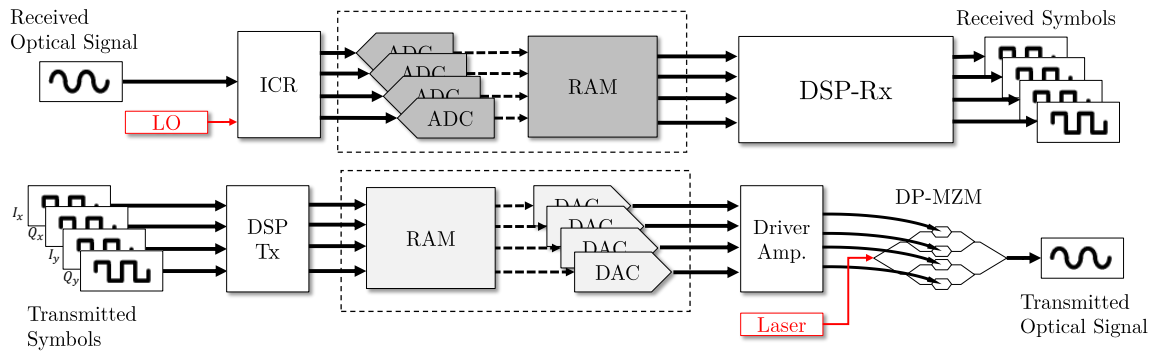 Received
Optical Signal
LO
ICR
ADC
ADC
ADC
ADC
RAM
DSP-Rx
Received Symbols
I_x
Q_x
I_y
Q_y
Transmitted
Symbols
DSP
Tx
RAM
DAC
DAC
DAC
DAC
Driver
Amp.
Laser
DP-MZM
Transmitted
Optical Signal